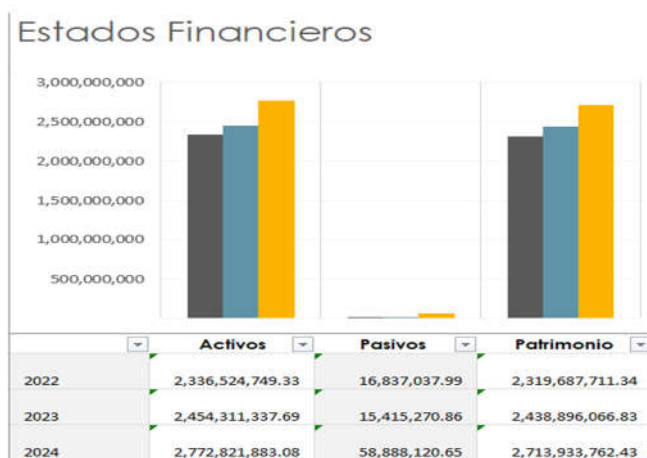 Estados Financieros
3,000,000,000
2,500,000,000
2,000,000,000
1,500,000,000
1,000,000,000
500,000,000
Activos Pasivos Patrimonio
2022 2,336,524,749.33 16,837,037.99 2,319,687,711.34
2023 2,454,311,337.69 15,415,270.86 2,438,896,066.83
2024 2,772,821,883.08 58,888,120.65 2,713,933,762.43